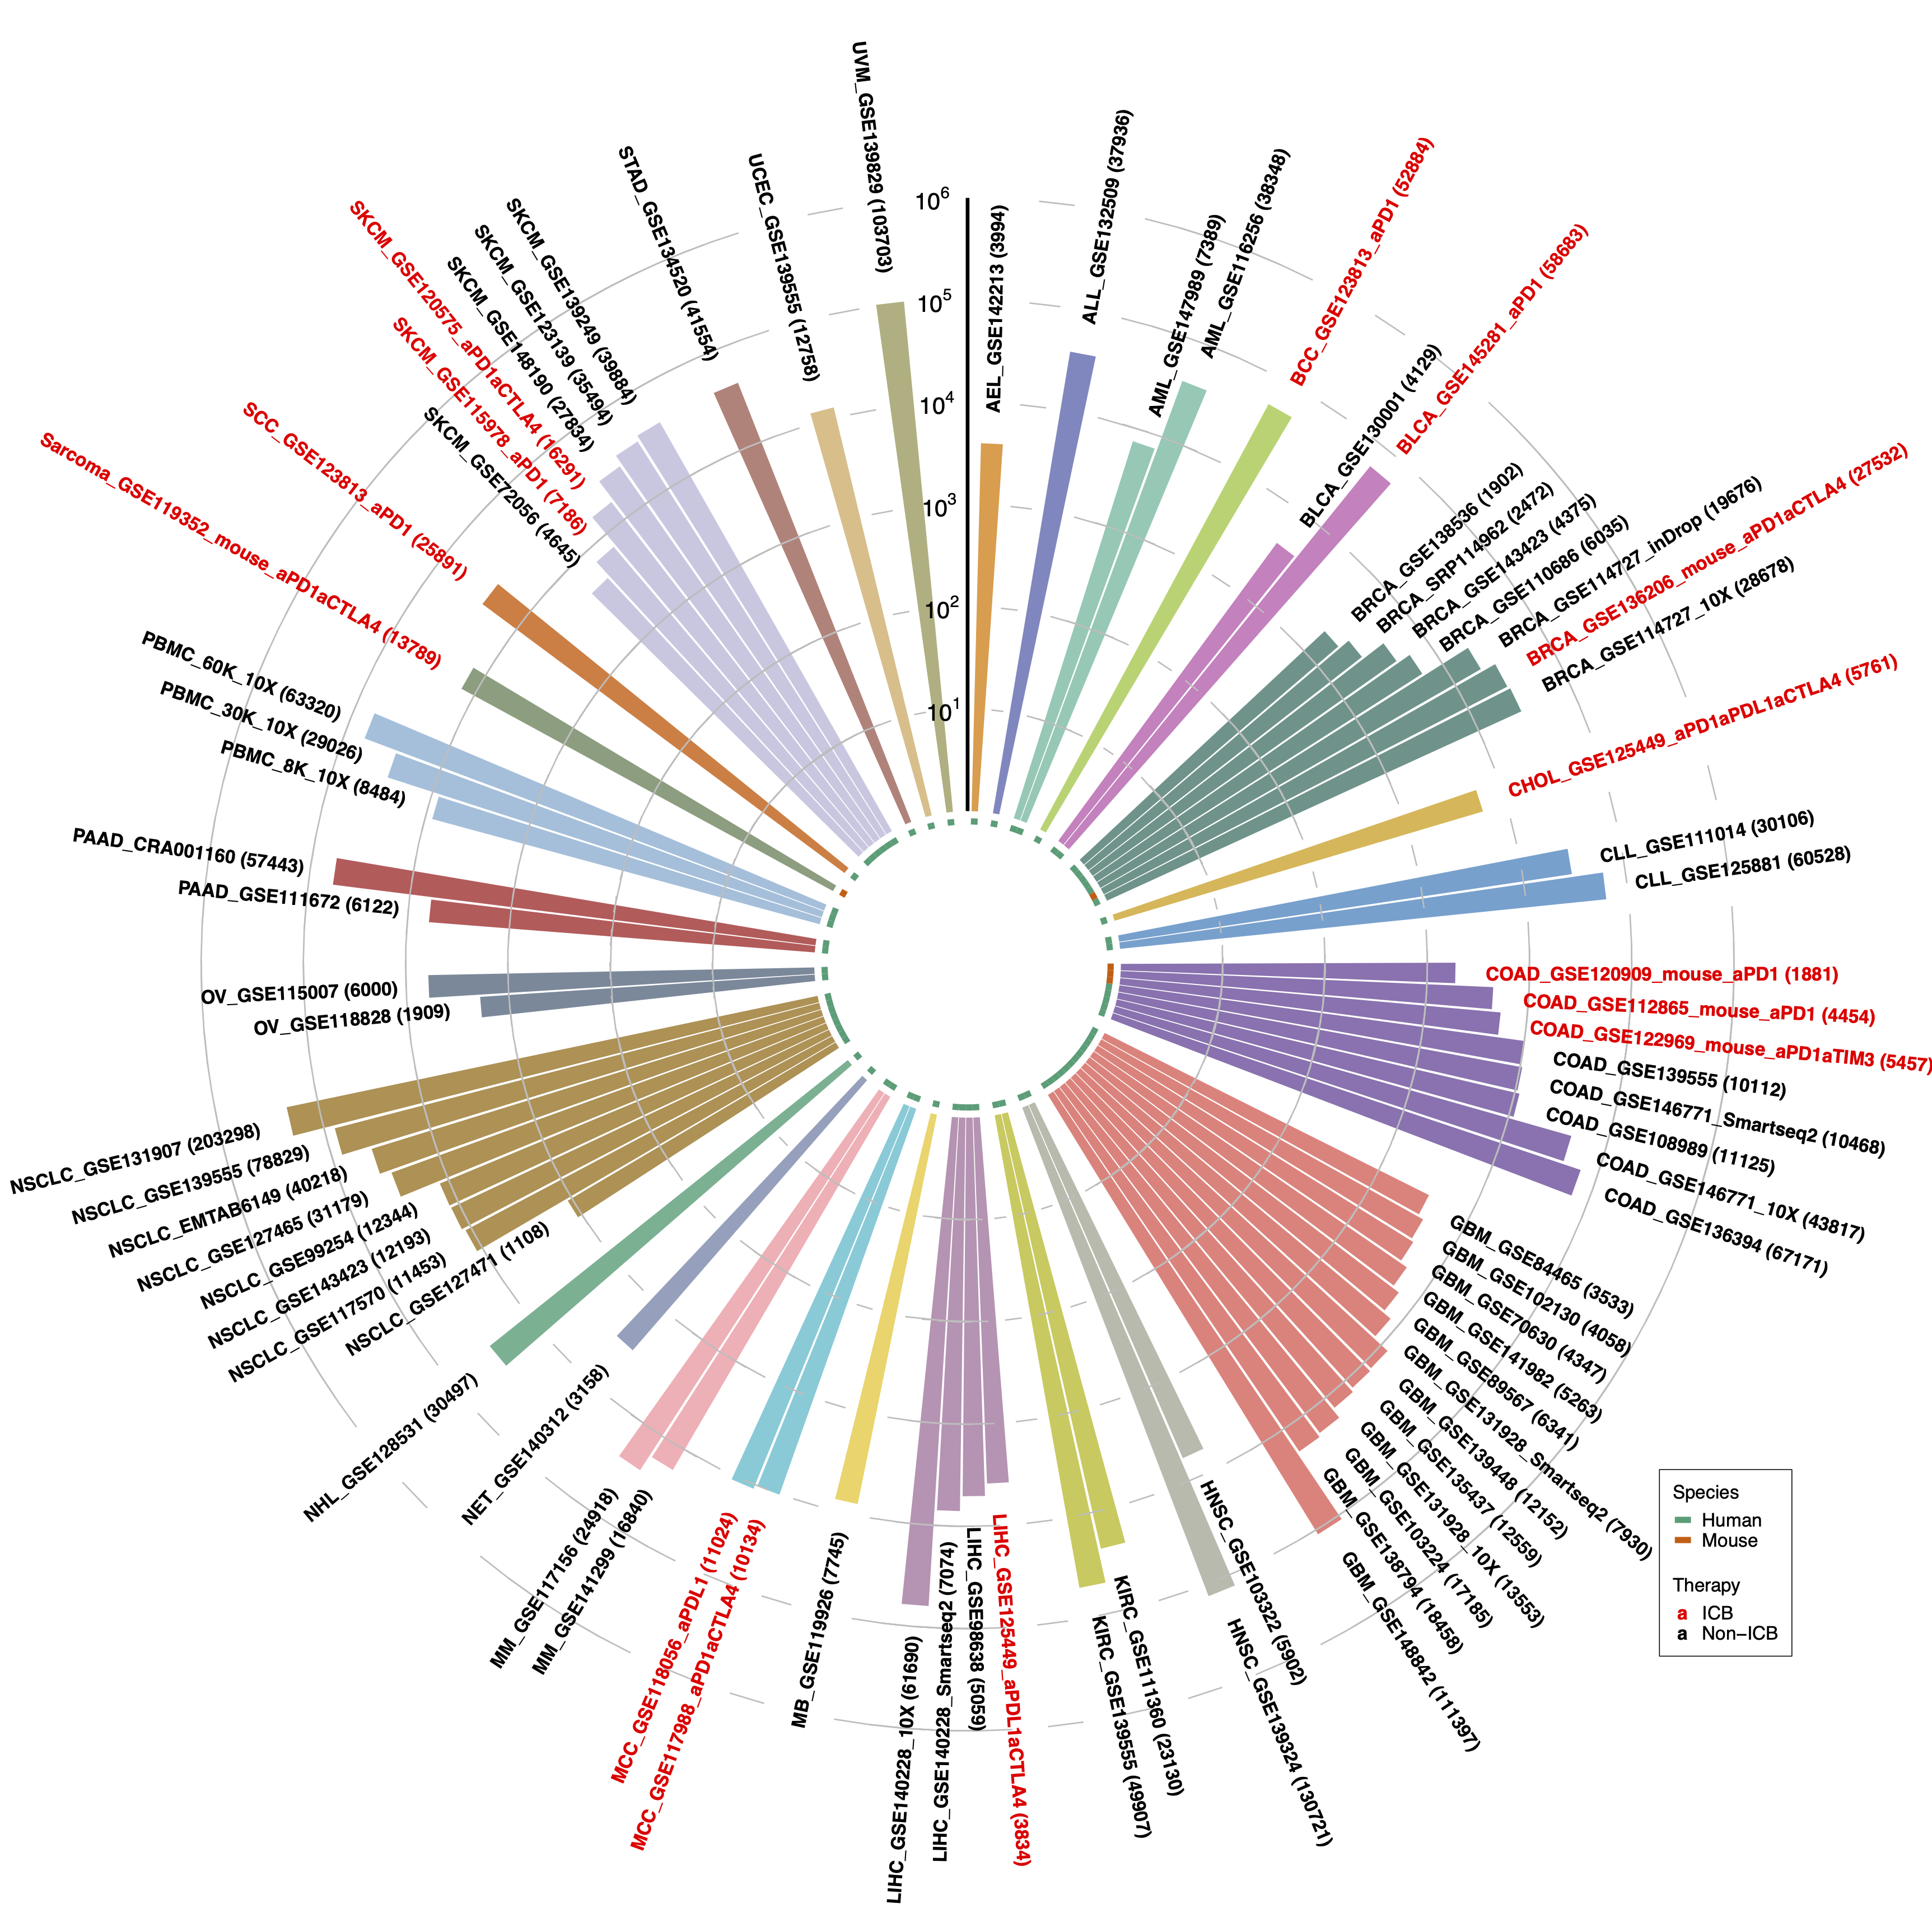 10^6
10^5
10^4
10^3
10^2
10^1
AEL_GSE142213 (3994)
ALL_GSE132509 (37936)
AML_GSE147989 (7389)
AML_GSE116256 (38348)
BCC_GSE123813_aPD1 (52884)
BLCA_GSE130001 (4129)
BLCA_GSE145281_aPD1 (58683)
BRCA_GSE138536 (1902)
BRCA_SRP114962 (2472)
BRCA_GSE143423 (4375)
BRCA_GSE110686 (6035)
BRCA_GSE114727_inDrop (19676)
BRCA_GSE136206_mouse_aPD1aCTLA4 (27532)
BRCA_GSE114727_10X (28678)
CHOL_GSE125449_aPD1aPDL1aCTLA4 (5761)
CLL_GSE111014 (30106)
CLL_GSE125881 (60528)
COAD_GSE120909_mouse_aPD1 (1881)
COAD_GSE112865_mouse_aPD1 (4454)
COAD_GSE122969_mouse_aPD1aTIM3 (5457)
COAD_GSE139555 (10112)
COAD_GSE146771_Smartseq2 (10468)
COAD_GSE108989 (11125)
COAD_GSE146771_10X (43817)
COAD_GSE136394 (67171)
GBM_GSE84465 (3533)
GBM_GSE102130 (4058)
GBM_GSE70630 (4347)
GBM_GSE141982 (5263)
GBM_GSE89567 (6341)
GBM_GSE131928_Smartseq2 (7930)
GBM_GSE139448 (12152)
GBM_GSE135437 (12559)
GBM_GSE131928_10X (13553)
GBM_GSE103224 (17185)
GBM_GSE138794 (18458)
GBM_GSE148842 (111397)
HNSC_GSE103322 (5902)
HNSC_GSE139324 (130721)
KIRC_GSE111360 (23130)
KIRC_GSE139555 (49907)
LIHC_GSE125449_aPDL1aCTLA4 (3834)
LIHC_GSE98638 (5059)
LIHC_GSE140228_Smartseq2 (7074)
LIHC_GSE140228_10X (61690)
MB_GSE119926 (7745)
MCC_GSE117988_aPD1aCTLA4 (10134)
MCC_GSE118056_aPDL1 (11024)
MM_GSE141299 (16840)
MM_GSE117156 (24918)
NET_GSE140312 (3158)
NHL_GSE128531 (30497)
NSCLC_GSE127471 (1108)
NSCLC_GSE117570 (11453)
NSCLC_GSE143423 (12193)
NSCLC_GSE99254 (12344)
NSCLC_GSE127465 (31179)
NSCLC_EMTAB6149 (40218)
NSCLC_GSE139555 (78829)
NSCLC_GSE131907 (203298)
OV_GSE118828 (1909)
OV_GSE115007 (6000)
PAAD_GSE111672 (6122)
PAAD_CRA001160 (57443)
PBMC_8K_10X (8484)
PBMC_30K_10X (29026)
PBMC_60K_10X (63320)
Sarcoma_GSE119352_mouse_aPD1aCTLA4 (13789)
SCC_GSE123813_aPD1 (25891)
SKCM_GSE72056 (4645)
SKCM_GSE115978_aPD1 (7186)
SKCM_GSE120575_aPD1aCTLA4 (16291)
SKCM_GSE148190 (27834)
SKCM_GSE123139 (35494)
SKCM_GSE139249 (39884)
STAD_GSE134520 (41554)
UCEC_GSE139555 (12758)
UVM_GSE139829 (103703)
Species
Human
Mouse
Therapy
a ICB
a Non−ICB